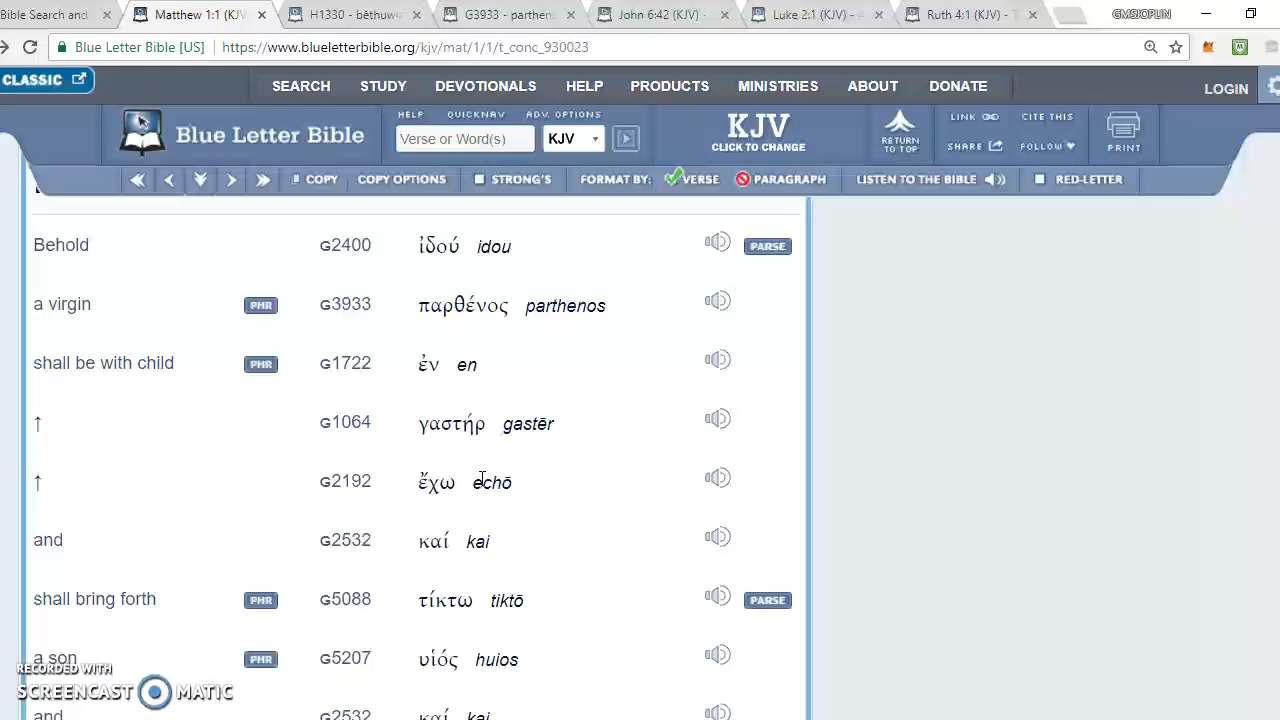 Bible Search and
Matthew 1:1 (KJV)
H1330 - bĕthuw
G3933 - parthen
John 6:42 (KJV) -
Luke 2:1 (KJV) –
Ruth 4:1 (KJV) -
GMSJOPLIN
Blue Letter Bible [US]
https://www.blueletterbible.org/kjv/mat/1/1/t_conc_930023
CLASSIC
SEARCH STUDY DEVOTIONALS HELP PRODUCTS MINISTRIES ABOUT DONATE
LOGIN
Blue Letter Bible
HELP QUICKNAV ADV. OPTIONS
Verse or Word(s) KJV
KJV
CLICK TO CHANGE
RETURN
TO TOP
LINK CITE THIS
SHARE FOLLOW
PRINT
COPY COPY OPTIONS STRONG'S FORMAT BY: VERSE PARAGRAPH LISTEN TO THE BIBLE RED-LETTER
Behold G2400 ἰδού idou PARSE
a virgin PHR G3933 παρθένος parthenos
shall be with child PHR G1722 ἐν en
↑ G1064 γαστήρ gastēr
↑ G2192 ἔχω echō
and G2532 καί kai
shall bring forth PHR G5088 τίκτω tiktō PARSE
a son PHR G5207 υἱός huios
and G2532 καί kai
RECORDED WITH
SCREENCAST MATIC